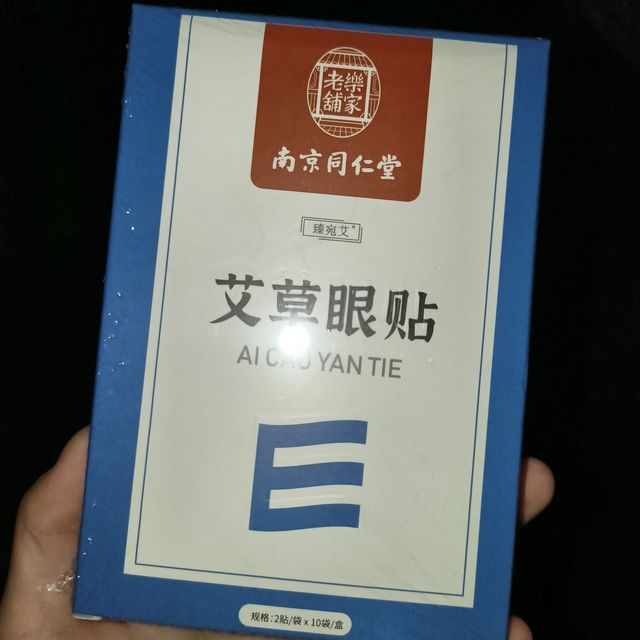 樂家老舖
南京同仁堂
臻宛艾®
艾草眼贴
AI CAO YAN TIE
E
规格:2贴/袋 x 10袋/盒